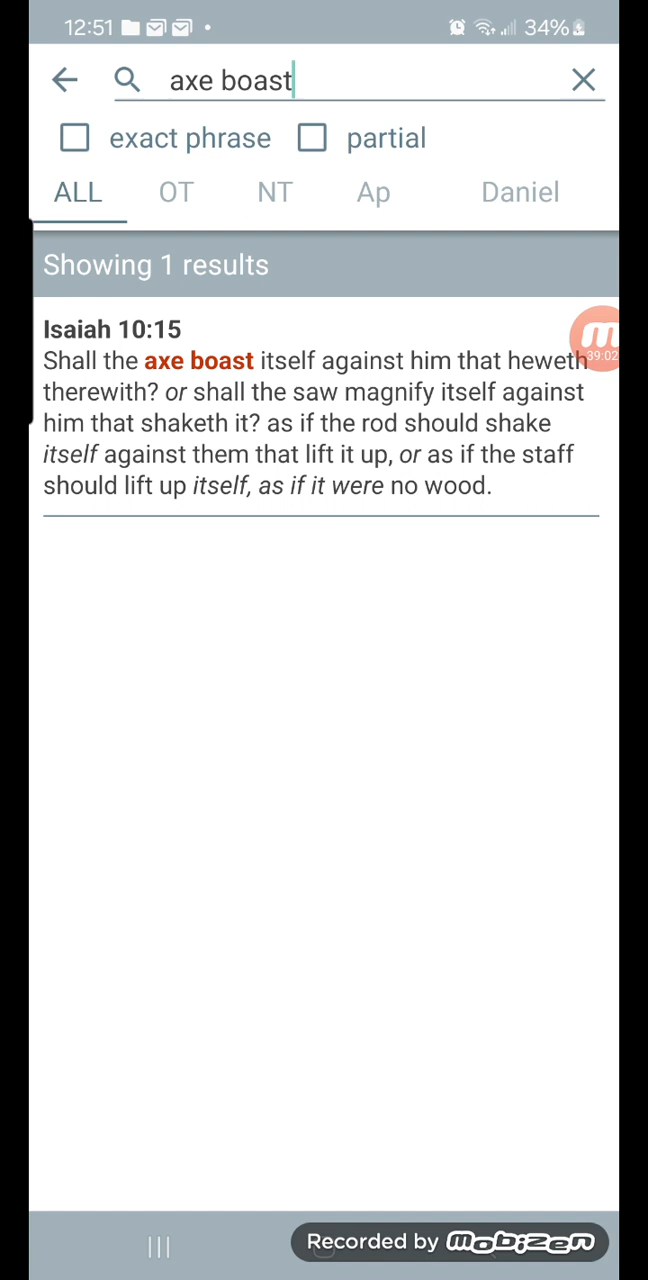 12:51 34%
axe boast
exact phrase partial
ALL OT NT Ap Daniel
Showing 1 results
Isaiah 10:15
Shall the axe boast itself against him that heweth
39:02
therewith? or shall the saw magnify itself against
him that shaketh it? as if the rod should shake
itself against them that lift it up, or as if the staff
should lift up itself, as if it were no wood.
Recorded by mobizen